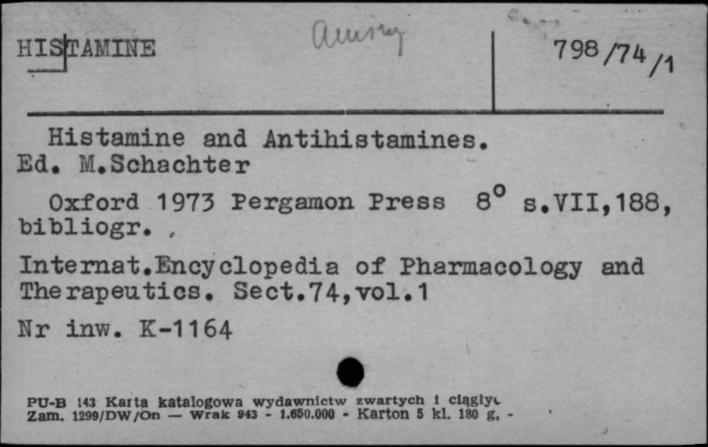 HISTAMINE
798/74/1
Histamine and Antihistamines.
Ed. M.Schachter
Oxford 1973 Pergamon Press 8° s.VII,188,
bibliogr.
Internat.Encyclopedia of Pharmacology and
Therapeutics. Sect.74,vol.1
Nr inw. K-1164
PU-B 143 Karta katalogowa wydawnictw zwartych i ciągłyc
Zam. 1299/DW/On — Wrak 943 - 1.650.000 - Karton 5 kl. 180 g. -